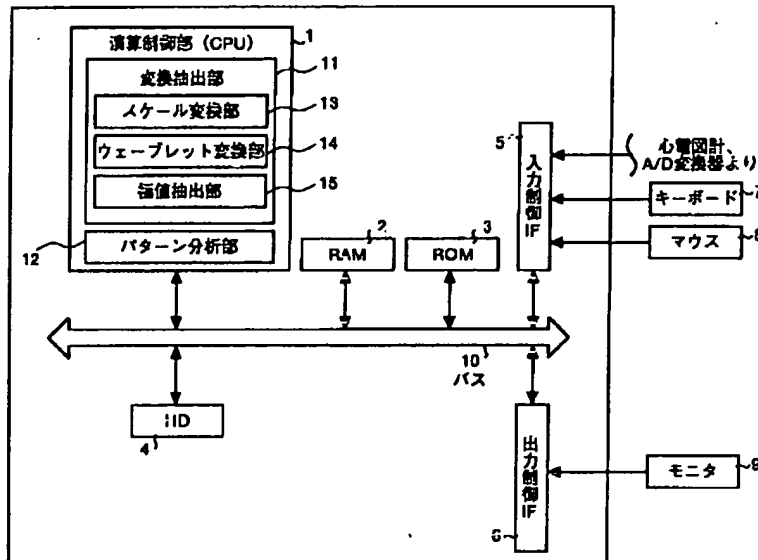 演算制御部 (CPU)
1
変換抽出部
11
スケール変換部
13
ウェーブレット変換部
14
極値抽出部
15
パターン分析部
12
RAM
2
ROM
3
入力制御IF
5
心電図計、
A/D変換器より
キーボード
7
マウス
8
10
バス
HD
4
出力制御IF
6
モニタ
9